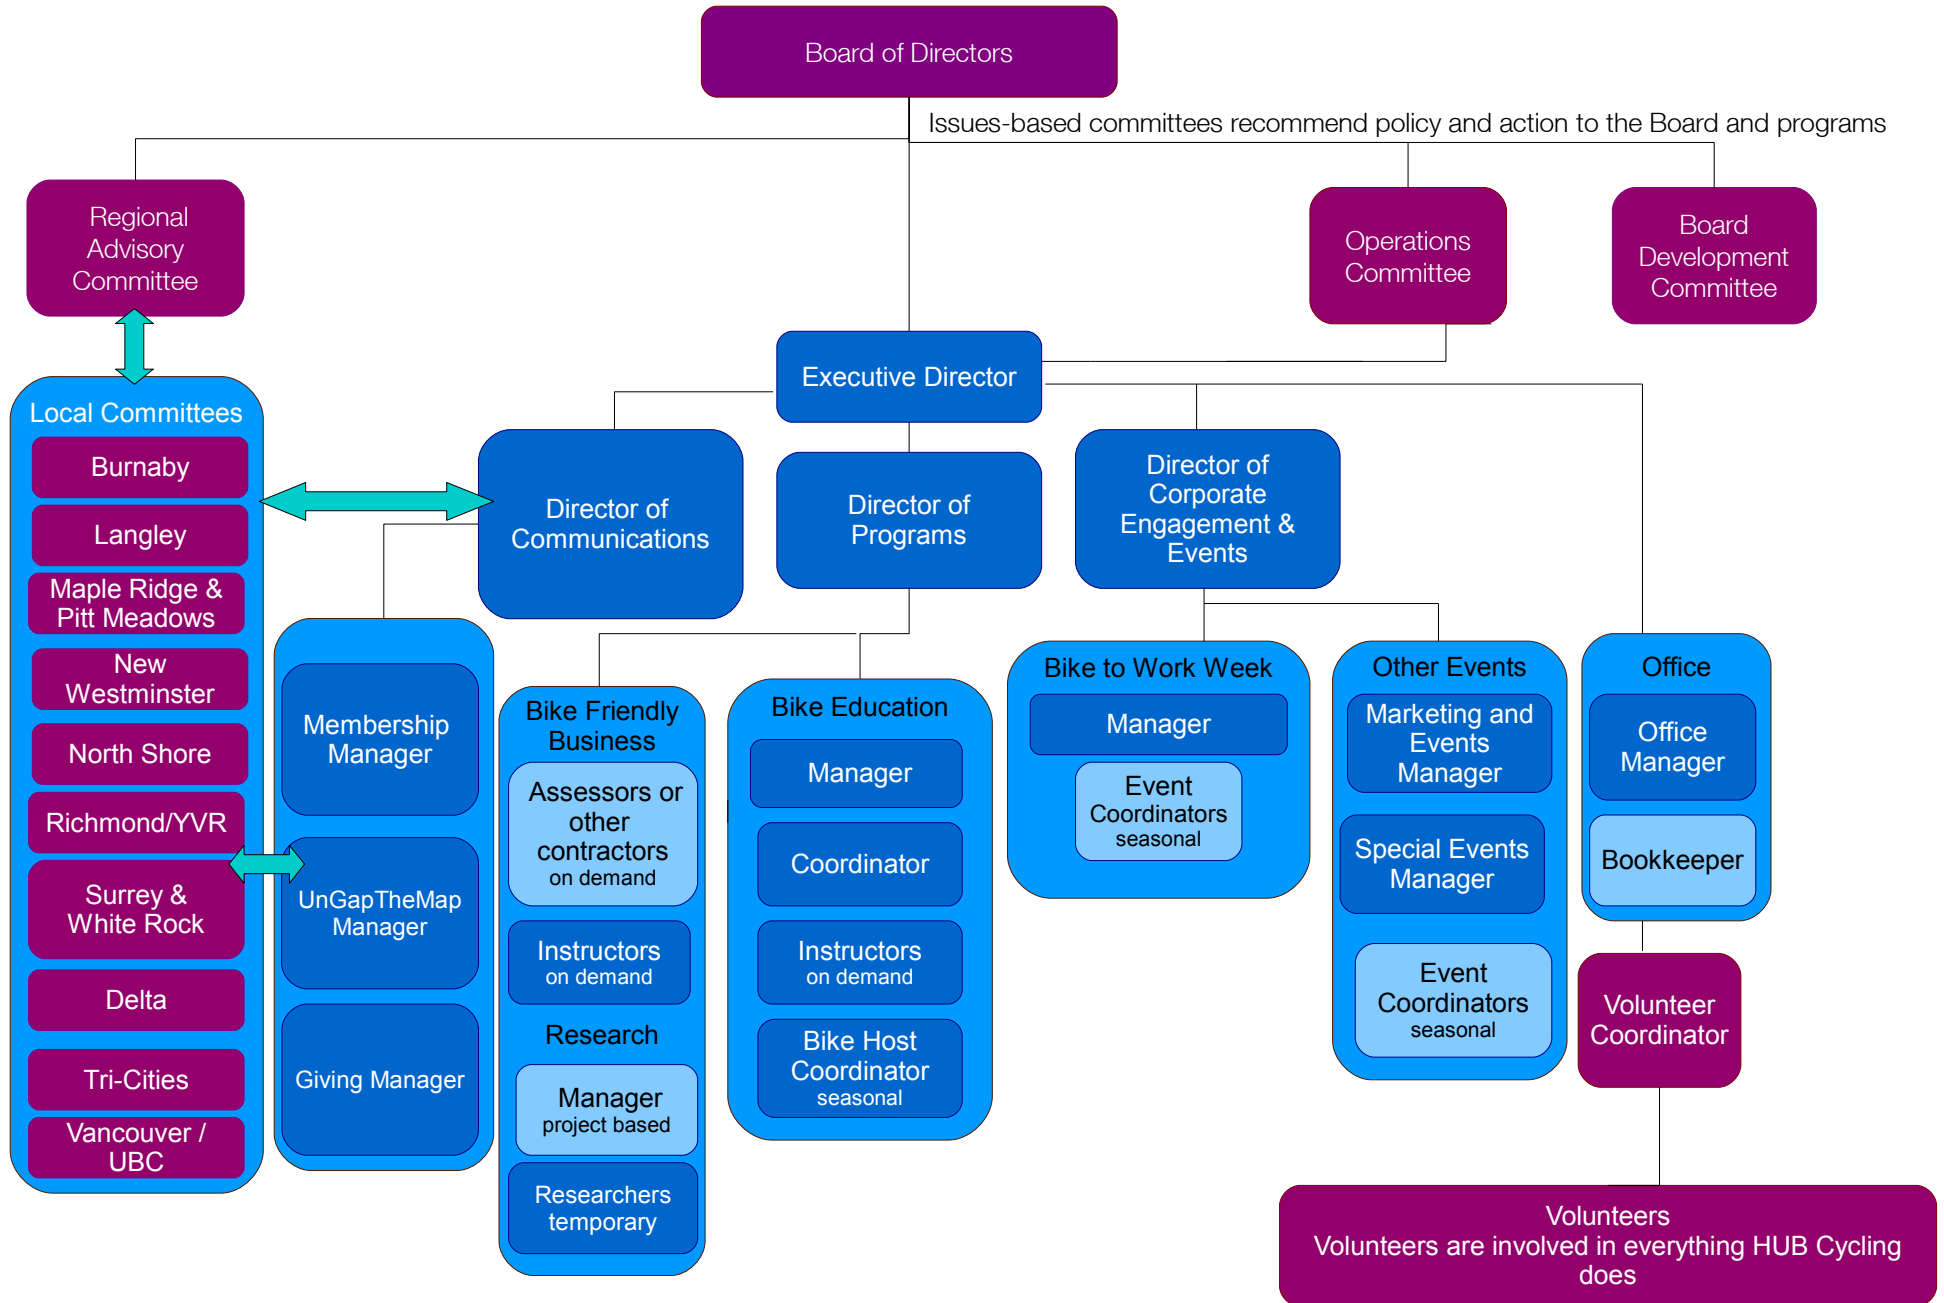 Board of Directors
Issues-based committees recommend policy and action to the Board and programs
Regional
Advisory
Committee
Operations
Committee
Board
Development
Committee
Executive Director
Local Committees
Burnaby
Langley
Maple Ridge &
Pitt Meadows
New
Westminster
North Shore
Richmond/YVR
Surrey &
White Rock
Delta
Tri-Cities
Vancouver /
UBC
Director of
Communications
Director of
Programs
Director of
Corporate
Engagement &
Events
Membership
Manager
UnGapTheMap
Manager
Giving Manager
Bike Friendly
Business
Assessors or
other
contractors
on demand
Instructors
on demand
Research
Manager
project based
Researchers
temporary
Bike Education
Manager
Coordinator
Instructors
on demand
Bike Host
Coordinator
seasonal
Bike to Work Week
Manager
Event
Coordinators
seasonal
Other Events
Marketing and
Events
Manager
Special Events
Manager
Event
Coordinators
seasonal
Office
Office
Manager
Bookkeeper
Volunteer
Coordinator
Volunteers
Volunteers are involved in everything HUB Cycling
does